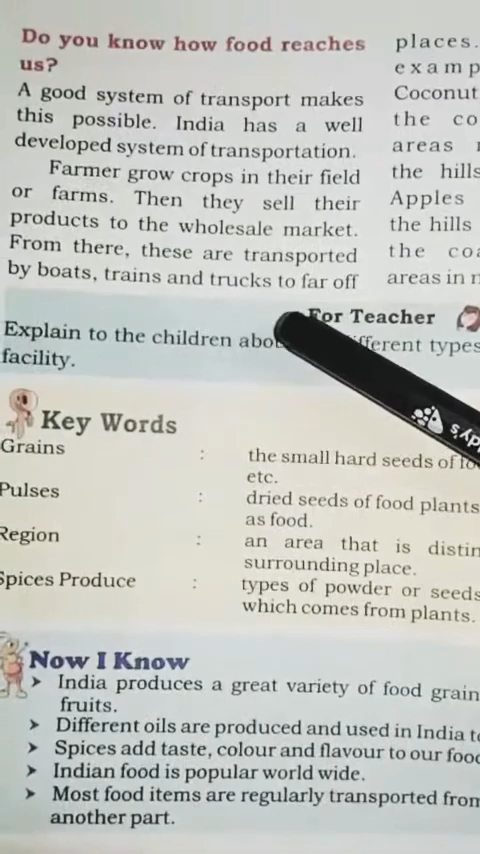 Do you know how food reaches
us?
A good system of transport makes
this possible. India has a well
developed system of transportation.
Farmer grow crops in their field
or farms. Then they sell their
products to the wholesale market.
From there, these are transported
by boats, trains and trucks to far off
places.
examp
Coconut
the co
areas
the hills
Apples
the hills
the coa
areas in
For Teacher
Explain to the children abou fferent types
facility.
Key Words
Grains : the small hard seeds of fo
etc.
Pulses : dried seeds of food plants
as food.
Region : an area that is distin
surrounding place.
Spices Produce : types of powder or seeds
which comes from plants.
Now I Know
➤ India produces a great variety of food grain
fruits.
➤ Different oils are produced and used in India to
➤ Spices add taste, colour and flavour to our food
➤ Indian food is popular world wide.
➤ Most food items are regularly transported from
another part.